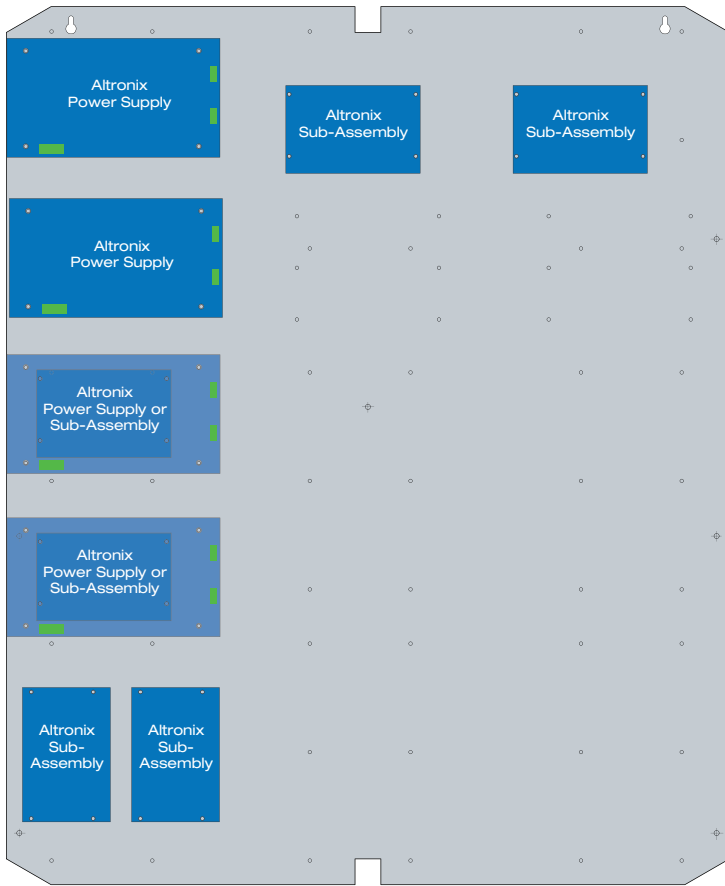 Altronix
Power Supply
Altronix
Sub-Assembly
Altronix
Sub-Assembly
Altronix
Power Supply
Altronix
Power Supply or
Sub-Assembly
Altronix
Power Supply or
Sub-Assembly
Altronix
Sub-
Assembly
Altronix
Sub-
Assembly